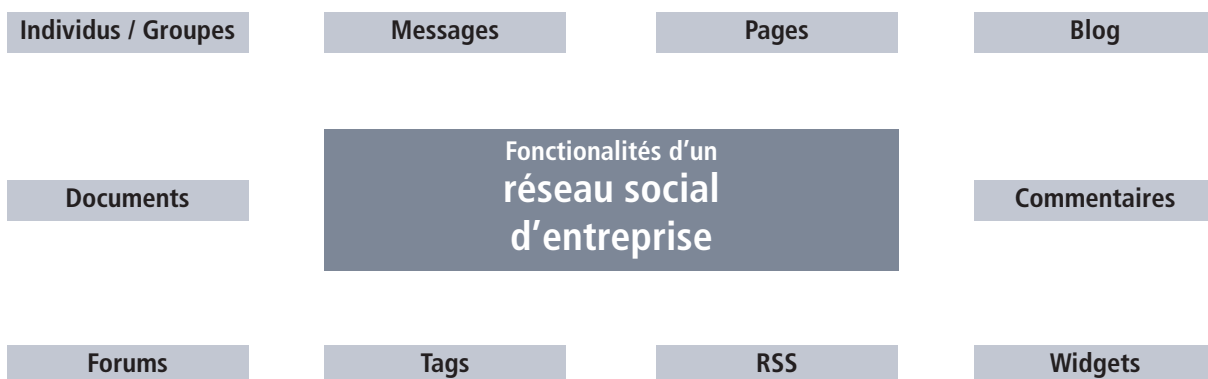 Individus / Groupes
Messages
Pages
Blog
Fonctionalités d’un
réseau social
d’entreprise
Documents
Commentaires
Forums
Tags
RSS
Widgets